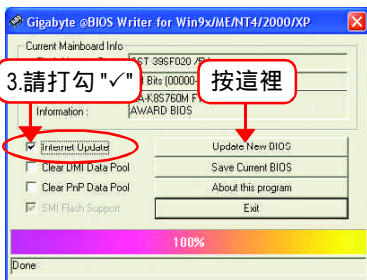 Gigabyte @BIOS Writer for Win9x/ME/NT4/2000/XP
Current Mainboard Info
SST 39SF020 /5
Bits (00000-
3.請打勾"✓"
按這裡
A-K8S760M F
Information : AWARD BIOS
Internet Update
Update New BIOS
Clear DMI Data Pool
Save Current BIOS
Clear PnP Data Pool
About this program
SMI Flash Support
Exit
100%
Done